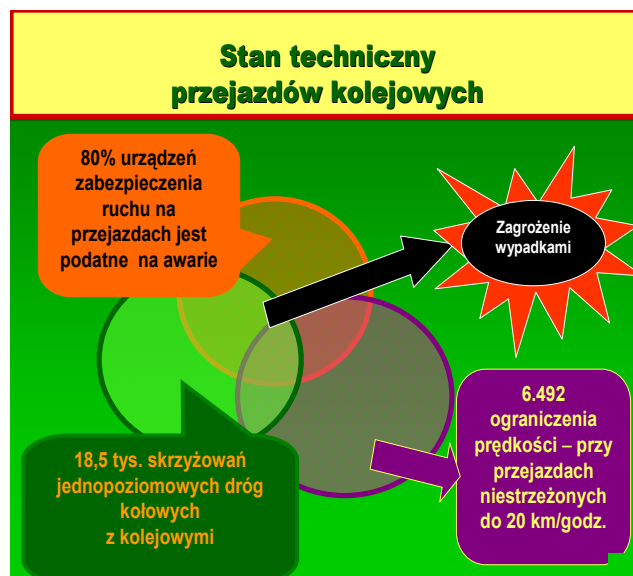 Stan techniczny
przejazdów kolejowych
80% urządzeń
zabezpieczenia
ruchu na
przejazdach jest
podatne na awarie
Zagrożenie
wypadkami
18,5 tys. skrzyżowań
jednopoziomowych dróg
kołowych
z kolejowymi
6.492
ograniczenia
prędkości – przy
przejazdach
niestrzeżonych
do 20 km/godz.